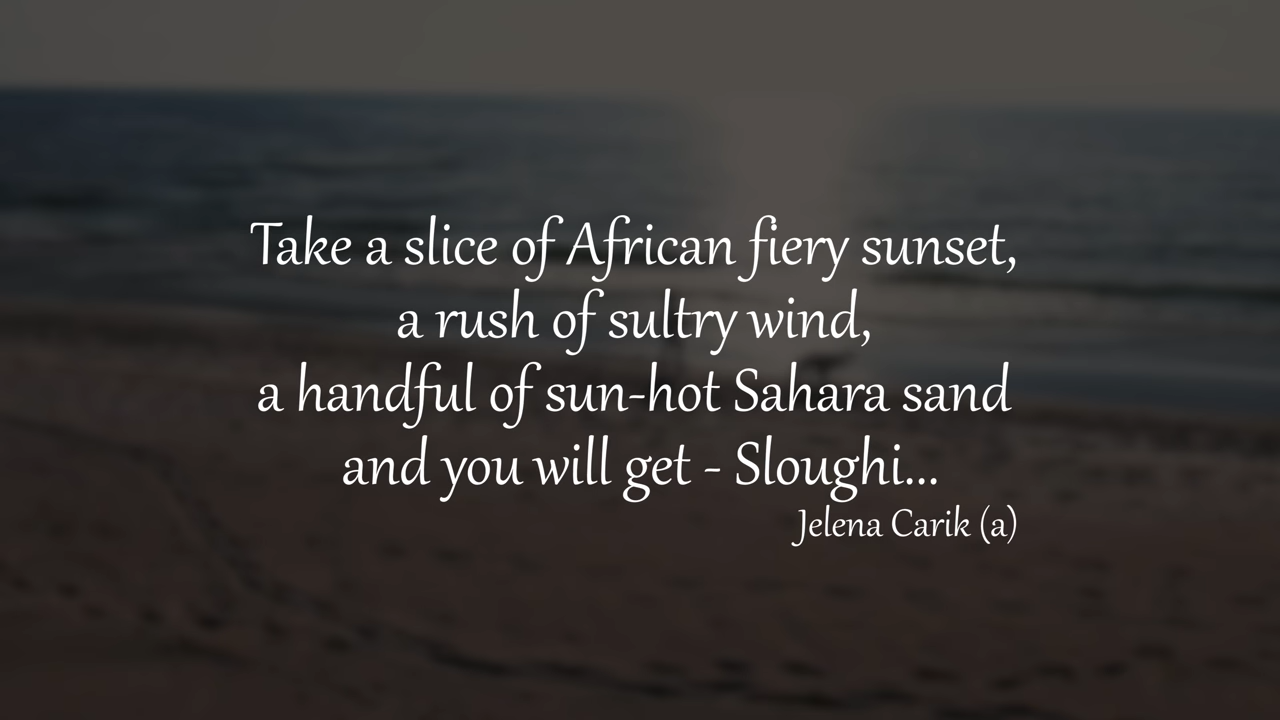 Take a slice of African fiery sunset,
a rush of sultry wind,
a handful of sun-hot Sahara sand
and you will get - Sloughi...
Jelena Carik (a)